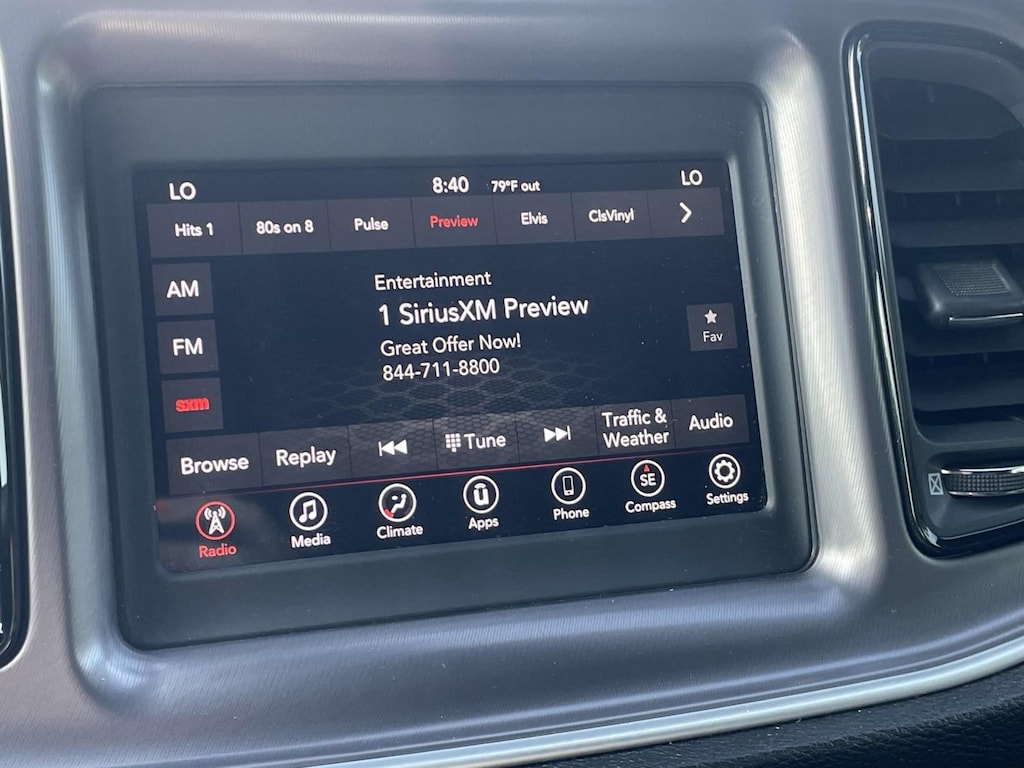 LO 8:40 79°F out LO
Hits 1 80s on 8 Pulse Preview Elvis ClsVinyl
AM
FM
sxm
Entertainment
1 SiriusXM Preview
Great Offer Now!
844-711-8800
Fav
Browse Replay Tune Traffic & Weather Audio
Radio Media Climate Apps Phone SE Compass Settings